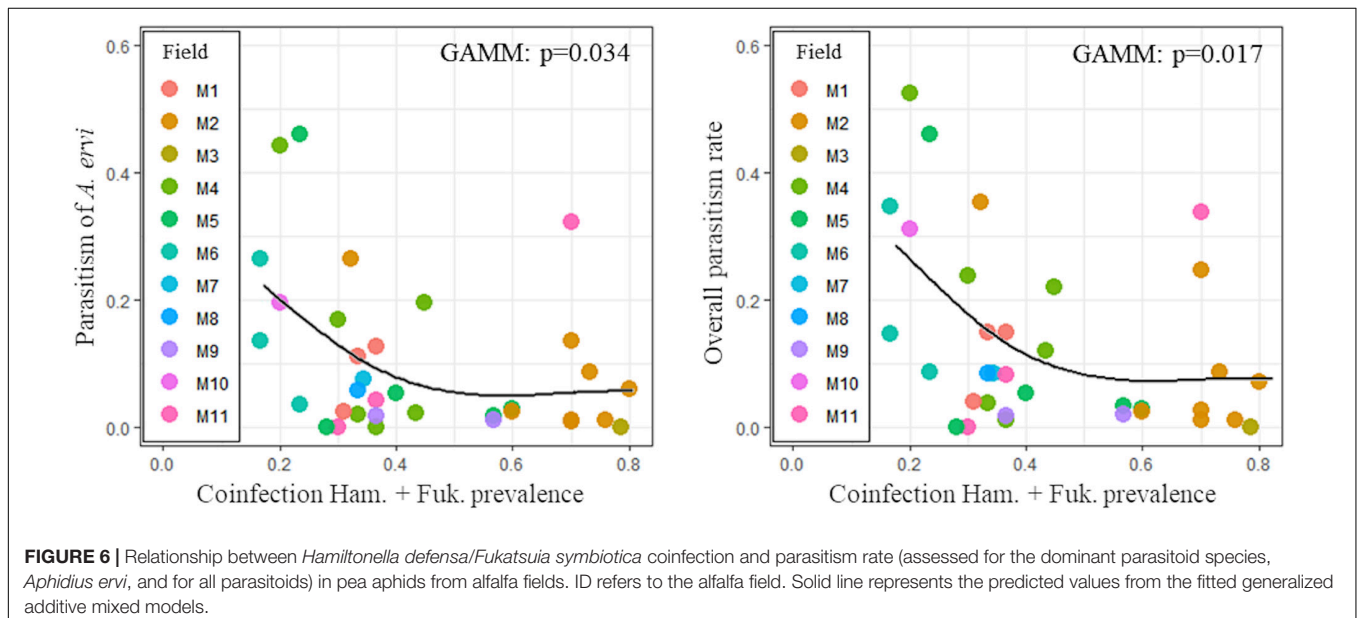 GAMM: p=0.034
Parasitism of A. ervi
0.6
0.4
0.2
0.0
Field
M1
M2
M3
M4
M5
M6
M7
M8
M9
M10
M11
0.0 0.2 0.4 0.6 0.8
Coinfection Ham. + Fuk. prevalence
GAMM: p=0.017
Overall parasitism rate
0.6
0.4
0.2
0.0
Field
M1
M2
M3
M4
M5
M6
M7
M8
M9
M10
M11
0.0 0.2 0.4 0.6 0.8
Coinfection Ham. + Fuk. prevalence
FIGURE 6 | Relationship between Hamiltonella defensa/Fukatsuia symbiotica coinfection and parasitism rate (assessed for the dominant parasitoid species,
Aphidius ervi, and for all parasitoids) in pea aphids from alfalfa fields. ID refers to the alfalfa field. Solid line represents the predicted values from the fitted generalized
additive mixed models.